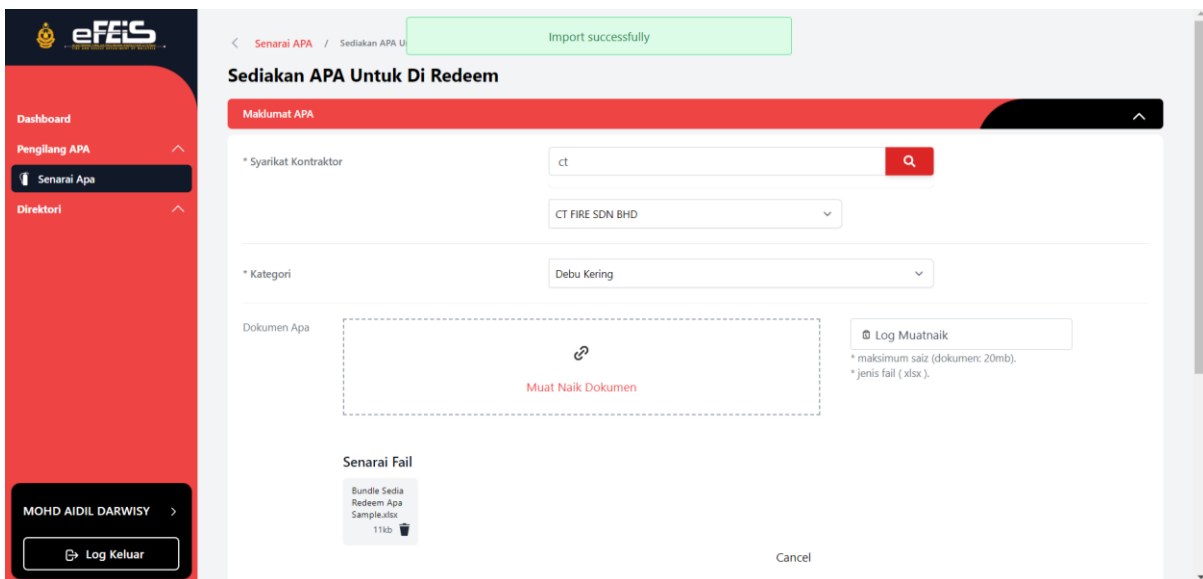 eFEiS
Import successfully
Senarai APA / Sediakan APA U
Sediakan APA Untuk Di Redeem
Maklumat APA
Dashboard
Pengilang APA
Senarai Apa
Direktori
* Syarikat Kontraktor
ct
CT FIRE SDN BHD
* Kategori
Debu Kering
Dokumen Apa
Muat Naik Dokumen
Log Muatnaik
* maksimum saiz (dokumen: 20mb).
* jenis fail ( xlsx ).
Senarai Fail
Bundle Sedia
Redeem Apa
Sample.xlsx
11kb
Cancel
MOHD AIDIL DARWISY
Log Keluar